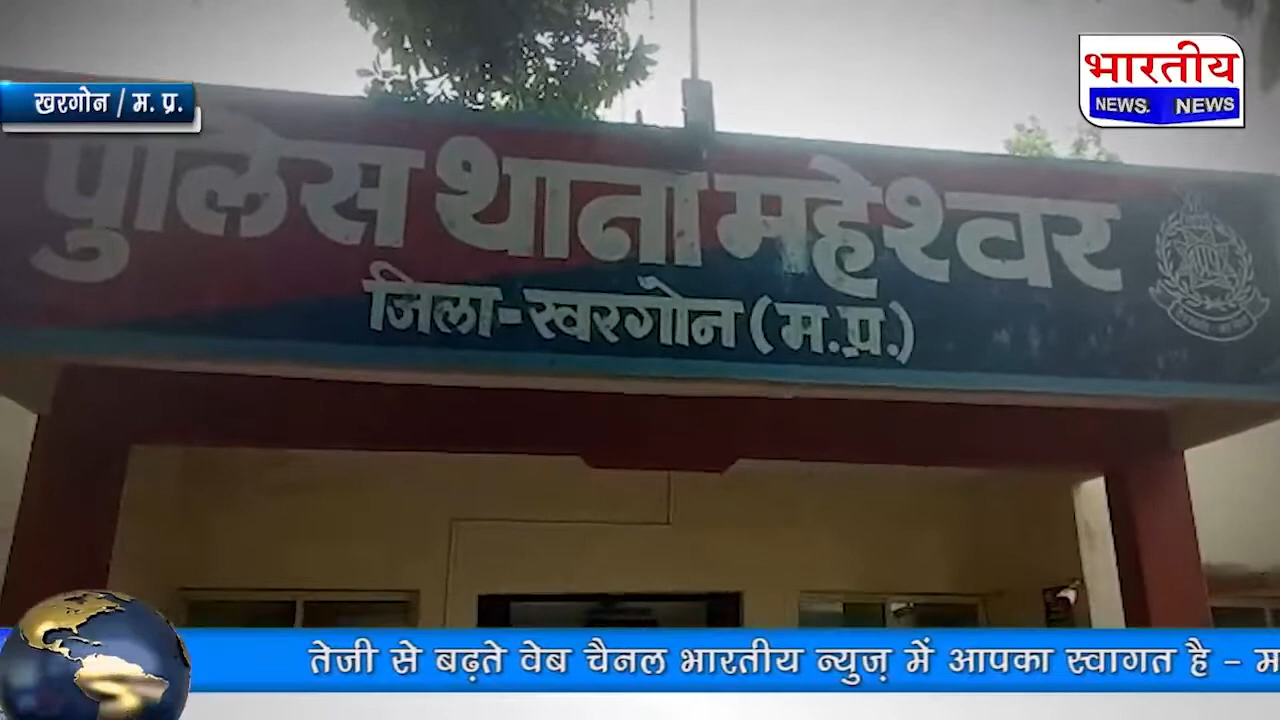 भारतीय
NEWS. NEWS
खरगोन / म. प्र.
पुलिस थाना महेश्वर
जिला-खरगोन (म.प्र.)
तेजी से बढ़ते वेब चैनल भारतीय न्युज़ में आपका स्वागत है - म